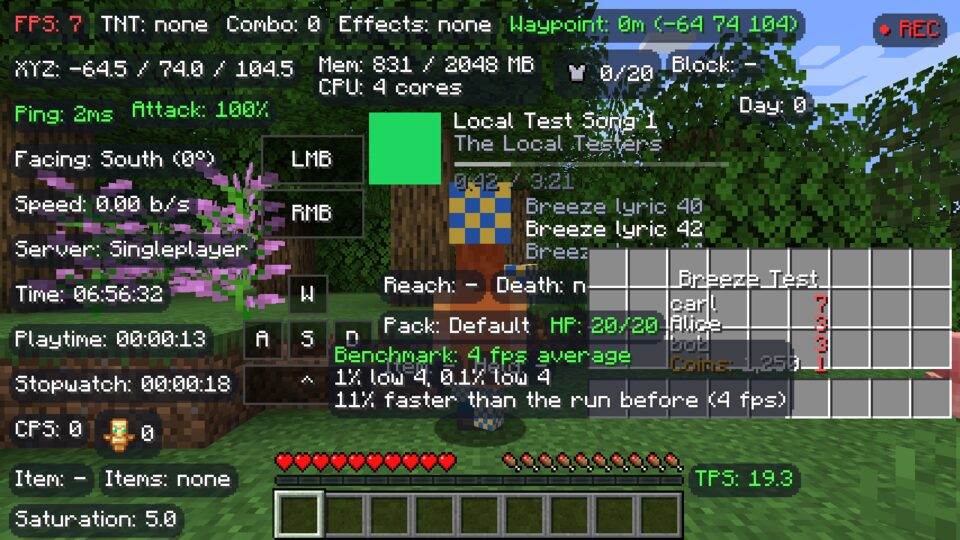 FPS: 7 TNT: none Combo: 0 Effects: none Waypoint: 0m (-64 74 104) REC
XYZ: -64.5 / 74.0 / 104.5
Mem: 831 / 2048 MB
CPU: 4 cores
0/20
Block: -
Day: 0
Ping: 2ms
Attack: 100%
Local Test Song 1
The Local Testers
0:42 / 3:21
Facing: South (0°)
LMB
Speed: 0.00 b/s
RMB
Breeze lyric 40
Breeze lyric 42
Breeze lyric
Server: Singleplayer
Breeze Test
carl 7
Alice 3
bob 3
Coins: 1,250 1
Time: 06:56:32
W
Reach: -
Death: n
Playtime: 00:00:13
A S D
Pack: Default
HP: 20/20
Benchmark: 4 fps average
1% low 4, 0.1% low 4
11% faster than the run before (4 fps)
Stopwatch: 00:00:18
^
CPS: 0
0
Item: -
Items: none
TPS: 19.3
Saturation: 5.0